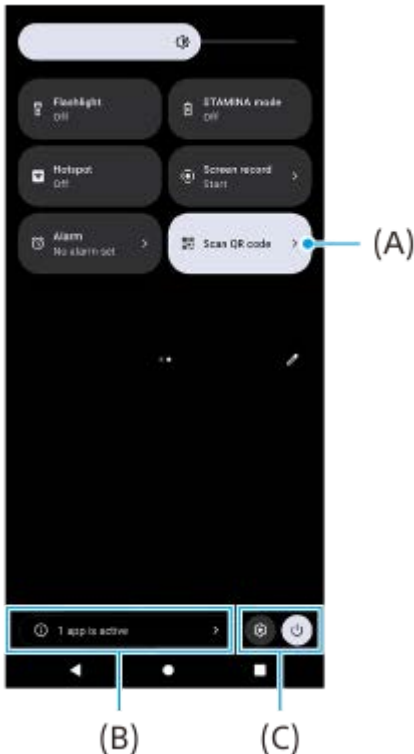 Flashlight
Off
STAMINA mode
Off
Hotspot
Off
Screen record
Start
Alarm
No alarm set
Scan QR code
(A)
1 app is active
(B)
(C)